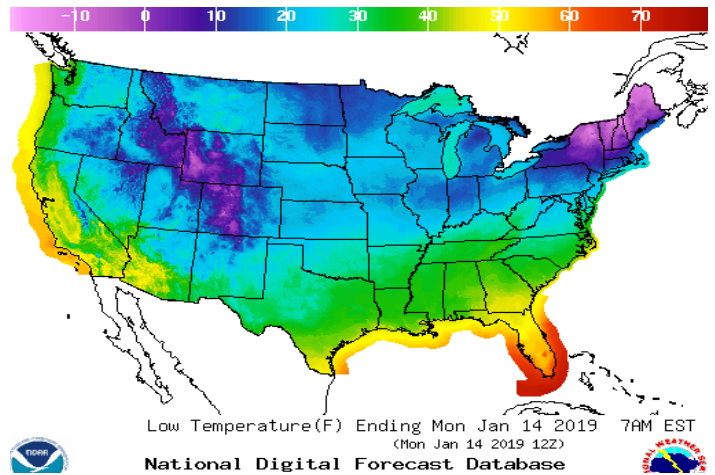 -10 0 10 20 30 40 50 60 70
Low Temperature(F) Ending Mon Jan 14 2019 7AM EST
(Mon Jan 14 2019 12Z)
National Digital Forecast Database
NOAA